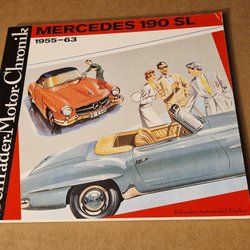 MERCEDES 190 SL
1955–63
Schrader-Motor-Chronik
Schrader Automobil-Bücher